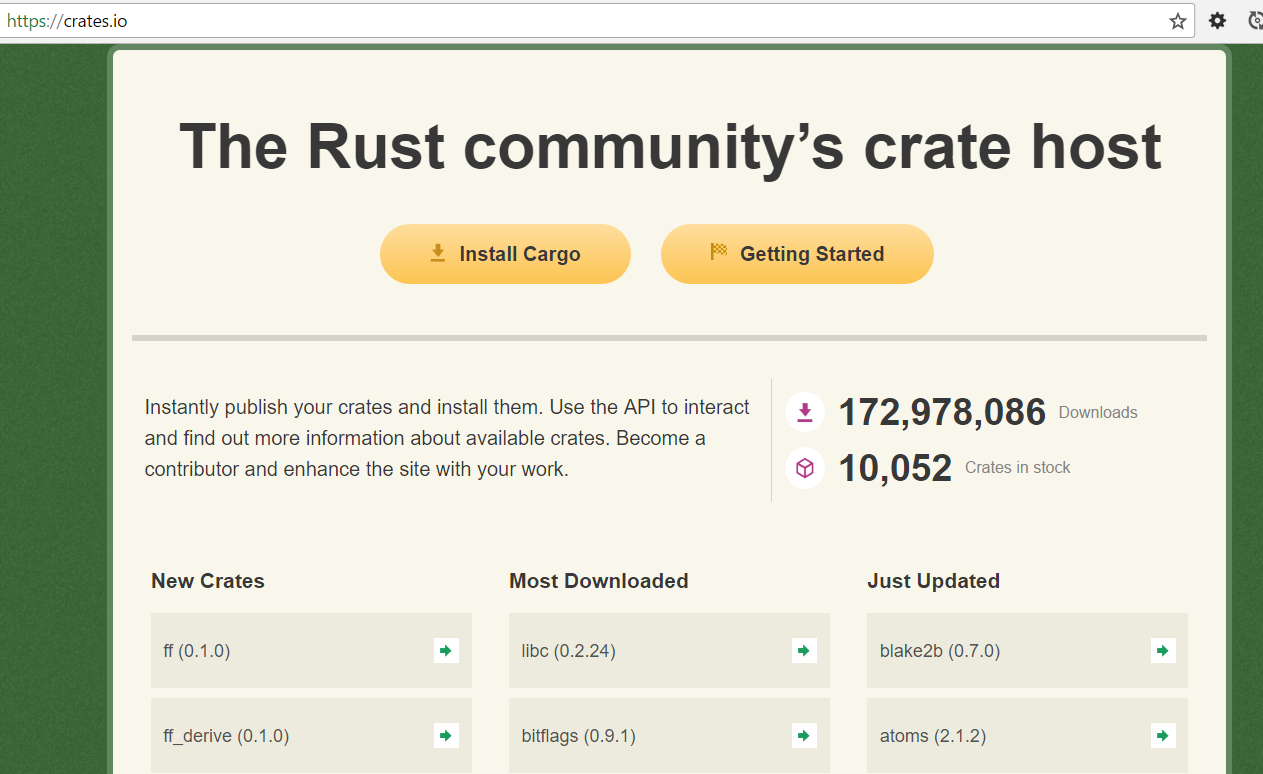 https://crates.io
The Rust community’s crate host
Install Cargo
Getting Started
Instantly publish your crates and install them. Use the API to interact
and find out more information about available crates. Become a
contributor and enhance the site with your work.
172,978,086 Downloads
10,052 Crates in stock
New Crates
ff (0.1.0)
ff_derive (0.1.0)
Most Downloaded
libc (0.2.24)
bitflags (0.9.1)
Just Updated
blake2b (0.7.0)
atoms (2.1.2)